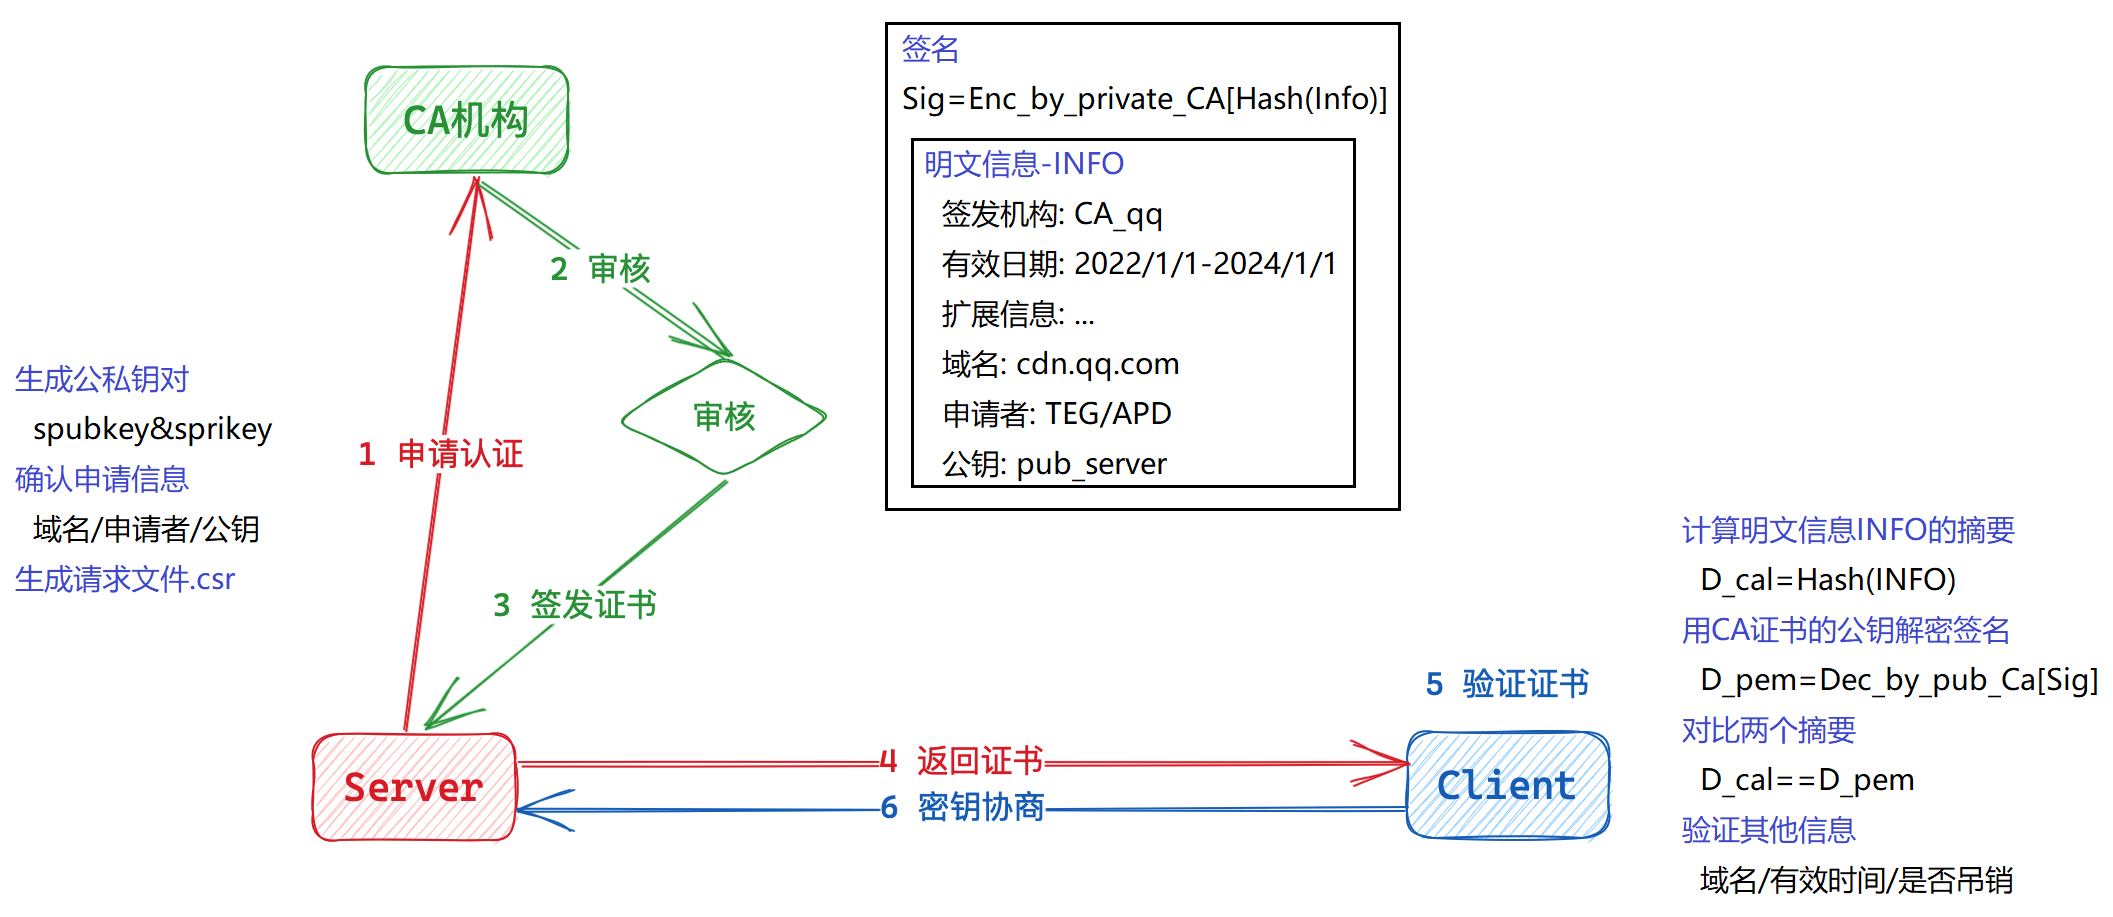 签名
Sig=Enc_by_private_CA[Hash(Info)]
明文信息-INFO
签发机构: CA_qq
有效日期: 2022/1/1-2024/1/1
扩展信息: ...
域名: cdn.qq.com
申请者: TEG/APD
公钥: pub_server
CA机构
2 审核
审核
生成公私钥对
spubkey&sprikey
确认申请信息
域名/申请者/公钥
生成请求文件.csr
1 申请认证
3 签发证书
Server
4 返回证书
6 密钥协商
5 验证证书
Client
计算明文信息INFO的摘要
D_cal=Hash(INFO)
用CA证书的公钥解密签名
D_pem=Dec_by_pub_Ca[Sig]
对比两个摘要
D_cal==D_pem
验证其他信息
域名/有效时间/是否吊销